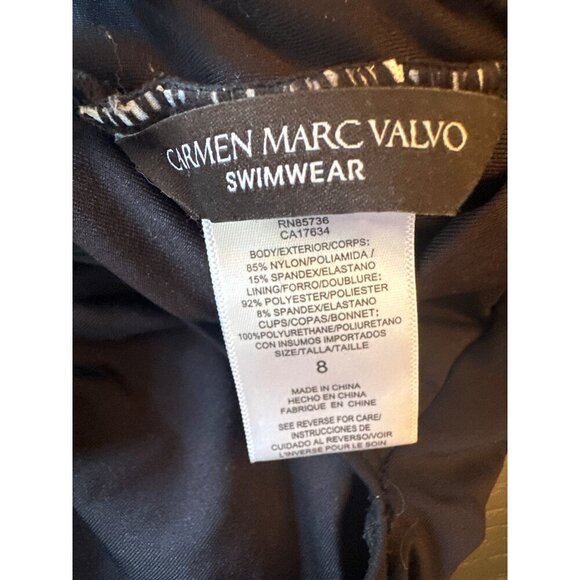 CARMEN MARC VALVO
SWIMWEAR
RN85736
CA17634
BODY/EXTERIOR/CORPS:
85% NYLON/POLIAMIDA/
15% SPANDEX/ELASTANO
LINING/FORRO/DOUBLURE:
92% POLYESTER/POLIESTER
8% SPANDEX/ELASTANO
CUPS/COPAS/BONNET:
100%POLYURETHANE/POLIURETANO
CON INSUMOS IMPORTADOS
SIZE/TALLA/TAILLE
8
MADE IN CHINA
HECHO EN CHINA
FABRIQUE EN CHINE
SEE REVERSE FOR CARE/
INSTRUCCIONES DE
CUIDADO AL REVERSO/VOIR
L'INVERSE POUR LE SOIN